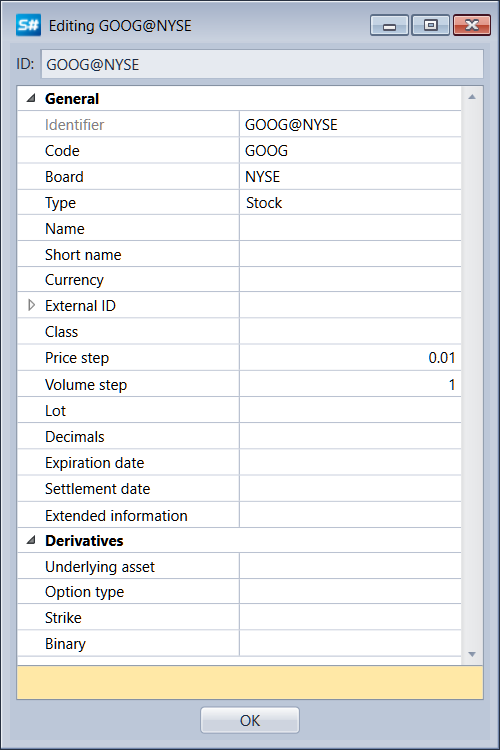 S# Editing GOOG@NYSE
ID: GOOG@NYSE
General
Identifier GOOG@NYSE
Code GOOG
Board NYSE
Type Stock
Name
Short name
Currency
External ID
Class
Price step 0.01
Volume step 1
Lot
Decimals
Expiration date
Settlement date
Extended information
Derivatives
Underlying asset
Option type
Strike
Binary
OK